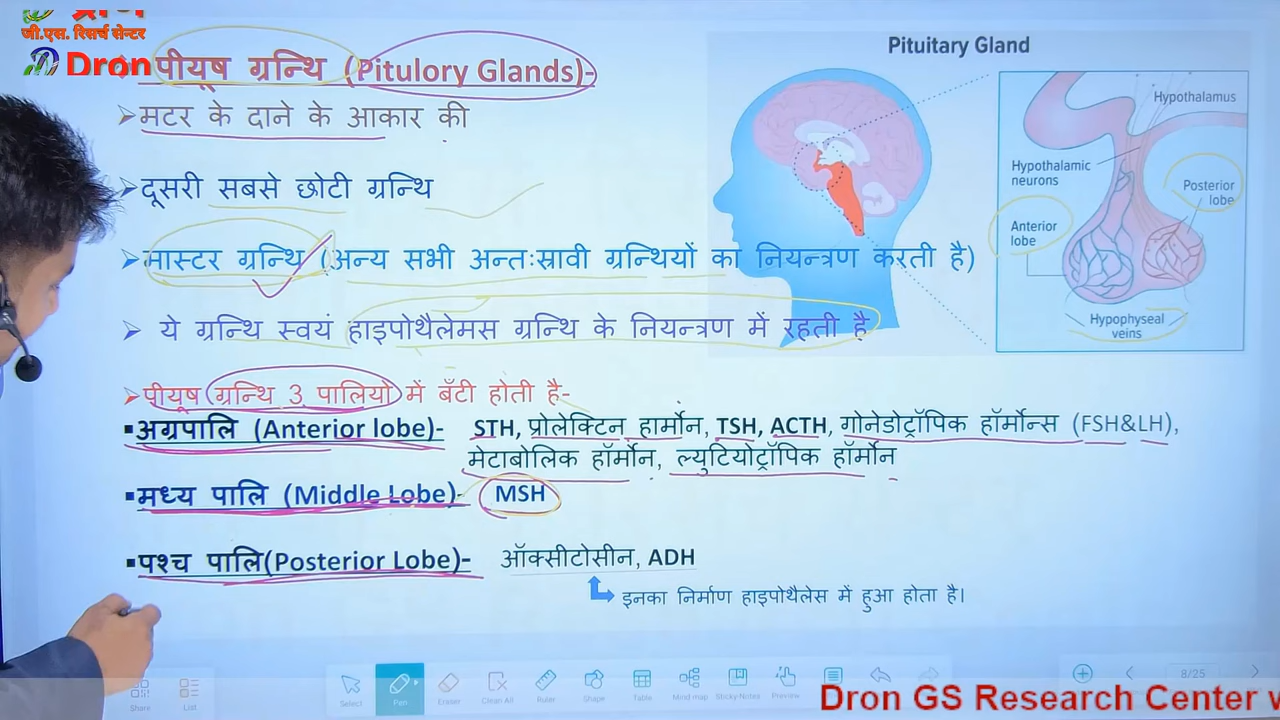 जी.एस. रिसर्च सेन्टर
Dron
पीयूष ग्रन्थि (Pitulory Glands)-
➢मटर के दाने के आकार की
➢दूसरी सबसे छोटी ग्रन्थि
➢मास्टर ग्रन्थि (अन्य सभी अन्तःस्रावी ग्रन्थियों का नियन्त्रण करती है)
➢ ये ग्रन्थि स्वयं हाइपोथैलेमस ग्रन्थि के नियन्त्रण में रहती है
➢पीयूष ग्रन्थि 3 पालियो में बँटी होती है-
▪अग्रपालि (Anterior lobe)- STH, प्रोलेक्टिन हार्मोन, TSH, ACTH, गोनेडोट्रॉपिक हॉर्मोन्स (FSH&LH),
मेटाबोलिक हॉर्मोन, ल्युटियोट्रॉपिक हॉर्मोन
▪मध्य पालि (Middle Lobe)- MSH
▪पश्च पालि(Posterior Lobe)- ऑक्सीटोसीन, ADH
इनका निर्माण हाइपोथैलेस में हुआ होता है।
Pituitary Gland
Hypothalamus
Hypothalamic
neurons
Posterior
lobe
Anterior
lobe
Hypophyseal
veins
Share
List
Select
Pen
Eraser
Clean All
Ruler
Shape
Table
Mind map
Sticky-Notes
Preview
8/25
Dron GS Research Center